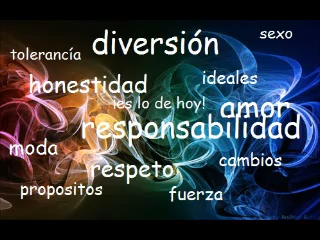 sexo
diversión
tolerancía
ideales
honestidad
¡es lo de hoy!
amor
responsabilidad
moda
cambios
respeto
propositos
fuerza